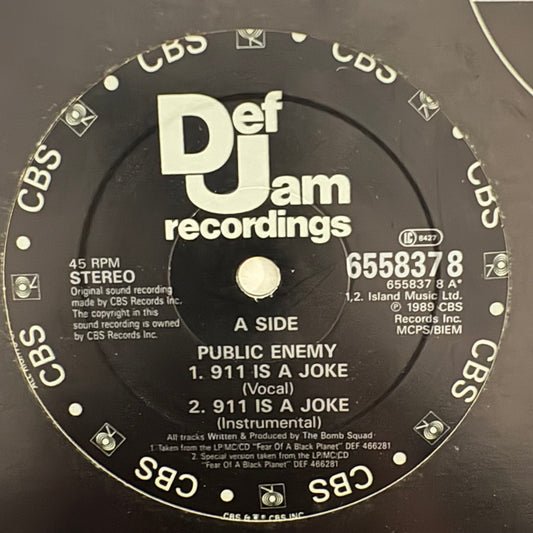 CBS • CBS • CBS • CBS • CBS • CBS • CBS • CBS
Def
Jam
recordings
45 RPM
STEREO
Original sound recording
made by CBS Records Inc.
The copyright in this
sound recording is owned
by CBS Records Inc.
LC 8427
655837 8
655837 8 A*
1,2. Island Music Ltd.
℗ 1989 CBS
Records Inc.
MCPS/BIEM
A SIDE
PUBLIC ENEMY
1. 911 IS A JOKE
(Vocal)
2. 911 IS A JOKE
(Instrumental)
All tracks Written & Produced by The Bomb Squad
1. Taken from the LP/MC/CD "Fear Of A Black Planet" DEF 466281
2. Special version taken from the LP/MC/CD
"Fear Of A Black Planet" DEF 466281